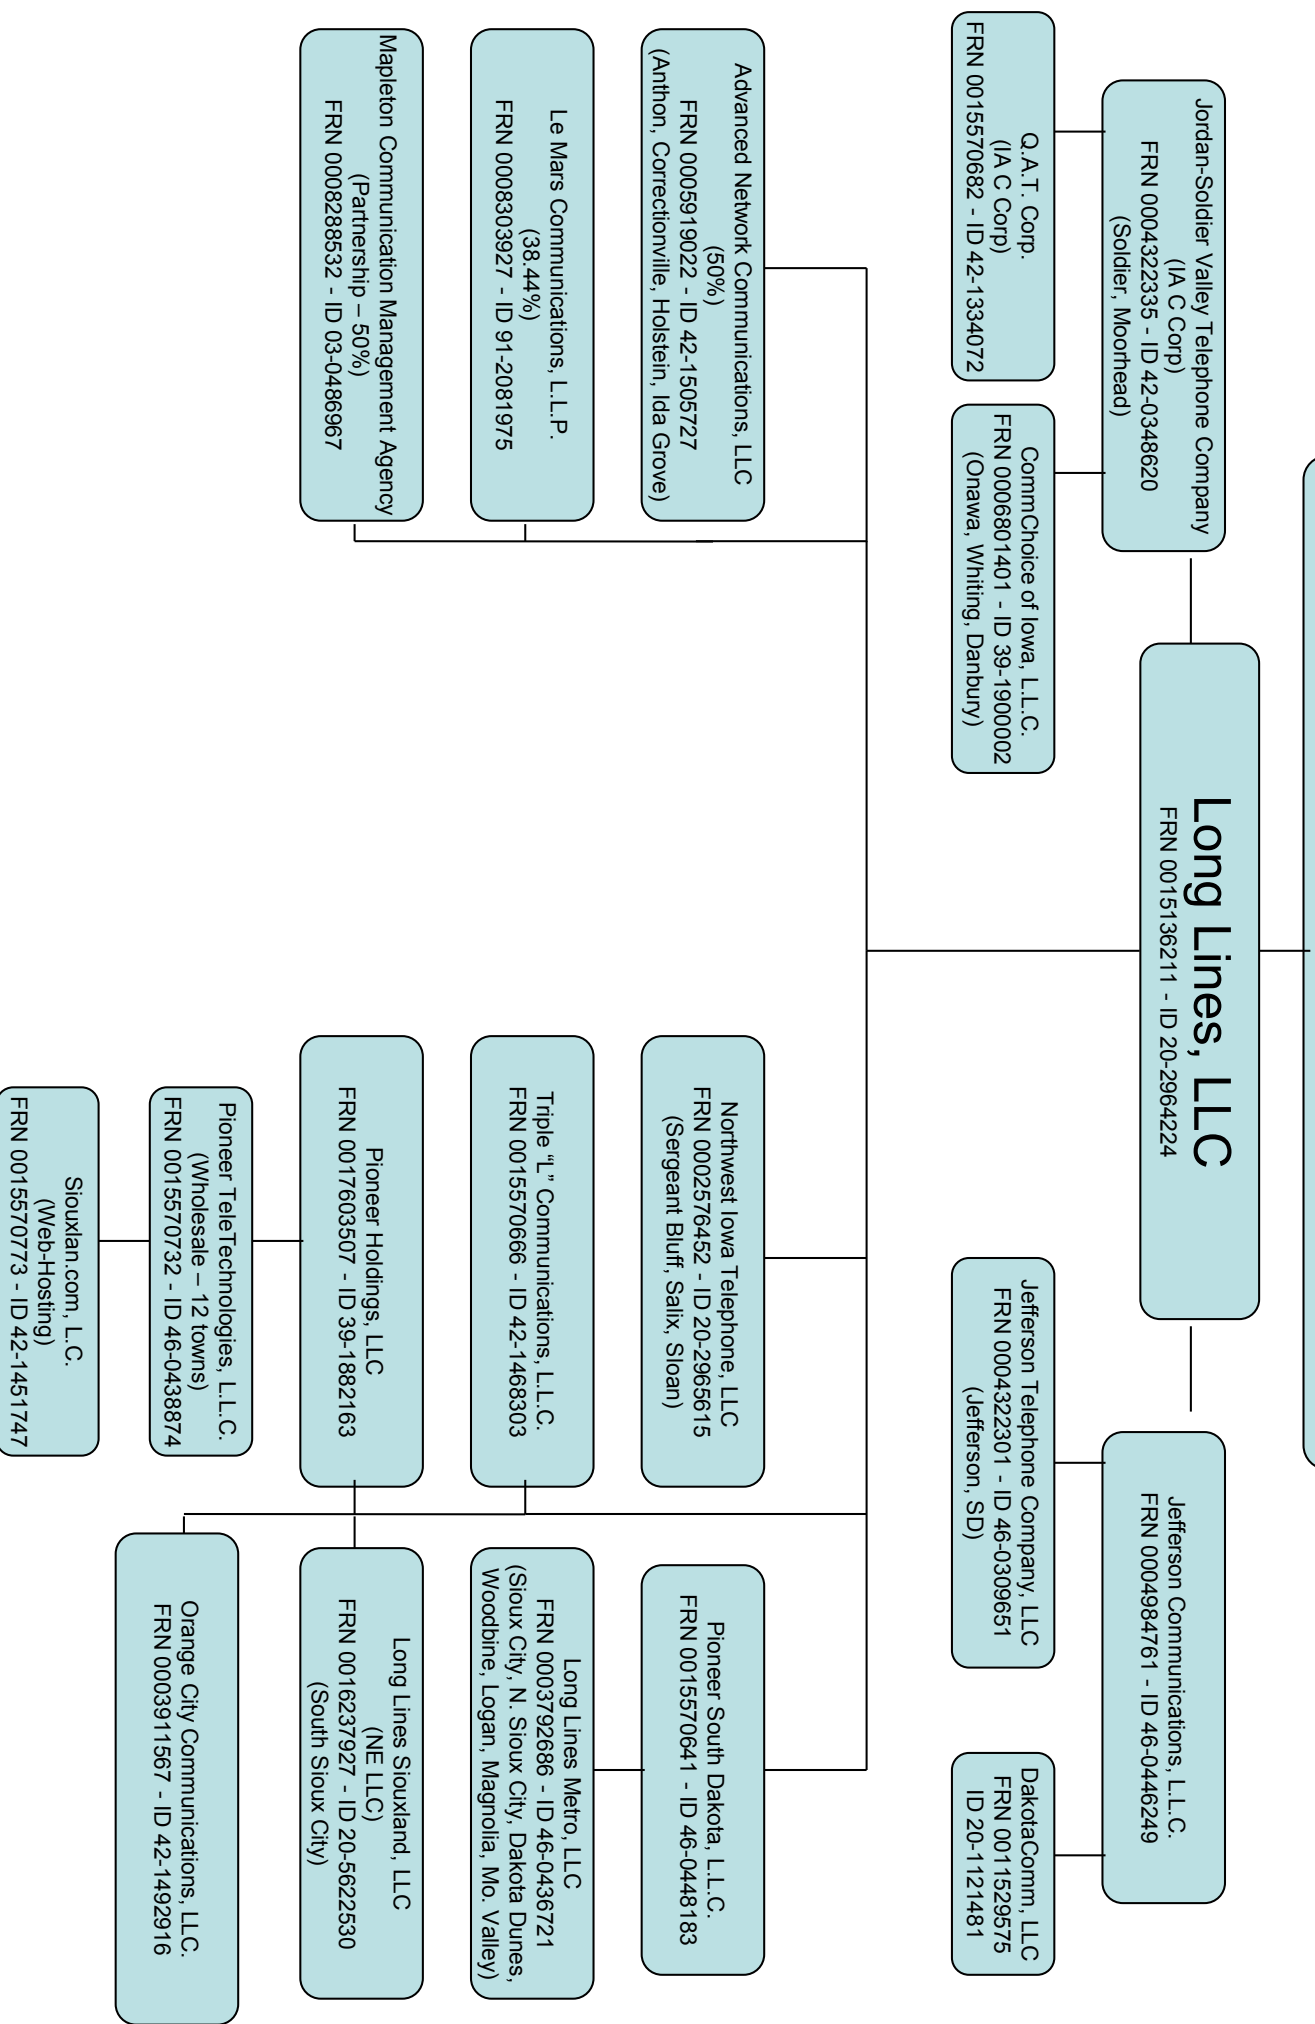 Long Lines, LLC
FRN 0015136211 - ID 20-2964224
Jordan-Soldier Valley Telephone Company
(IA C Corp)
FRN 0004322335 - ID 42-0348620
(Soldier, Moorhead)
Jefferson Communications, L.L.C.
FRN 0004984761 - ID 46-0446249
Q.A.T. Corp.
(IA C Corp)
FRN 0015570682 - ID 42-1334072
CommChoice of Iowa, L.L.C.
FRN 0006801401 - ID 39-1900002
(Onawa, Whiting, Danbury)
Jefferson Telephone Company, LLC
FRN 0004322301 - ID 46-0309651
(Jefferson, SD)
DakotaComm, LLC
FRN 0011529575
ID 20-1121481
Advanced Network Communications, LLC
(50%)
FRN 0005919022 - ID 42-1505727
(Anthon, Correctionville, Holstein, Ida Grove)
Northwest Iowa Telephone, LLC
FRN 0002576452 - ID 20-2965615
(Sergeant Bluff, Salix, Sloan)
Pioneer South Dakota, L.L.C.
FRN 0015570641 - ID 46-0448183
Le Mars Communications, L.L.P.
(38.44%)
FRN 0008303927 - ID 91-2081975
Triple “L” Communications, L.L.C.
FRN 0015570666 - ID 42-1468303
Long Lines Metro, LLC
FRN 0003792686 - ID 46-0436721
(Sioux City, N. Sioux City, Dakota Dunes,
Woodbine, Logan, Magnolia, Mo. Valley)
Mapleton Communication Management Agency
(Partnership – 50%)
FRN 0008288532 - ID 03-0486967
Pioneer Holdings, LLC
FRN 0017603507 - ID 39-1882163
Long Lines Siouxland, LLC
(NE LLC)
FRN 0016237927 - ID 20-5622530
(South Sioux City)
Pioneer TeleTechnologies, L.L.C.
(Wholesale – 12 towns)
FRN 0015570732 - ID 46-0438874
Orange City Communications, LLC.
FRN 0003911567 - ID 42-1492916
Siouxlan.com, L.C.
(Web-Hosting)
FRN 0015570773 - ID 42-1451747